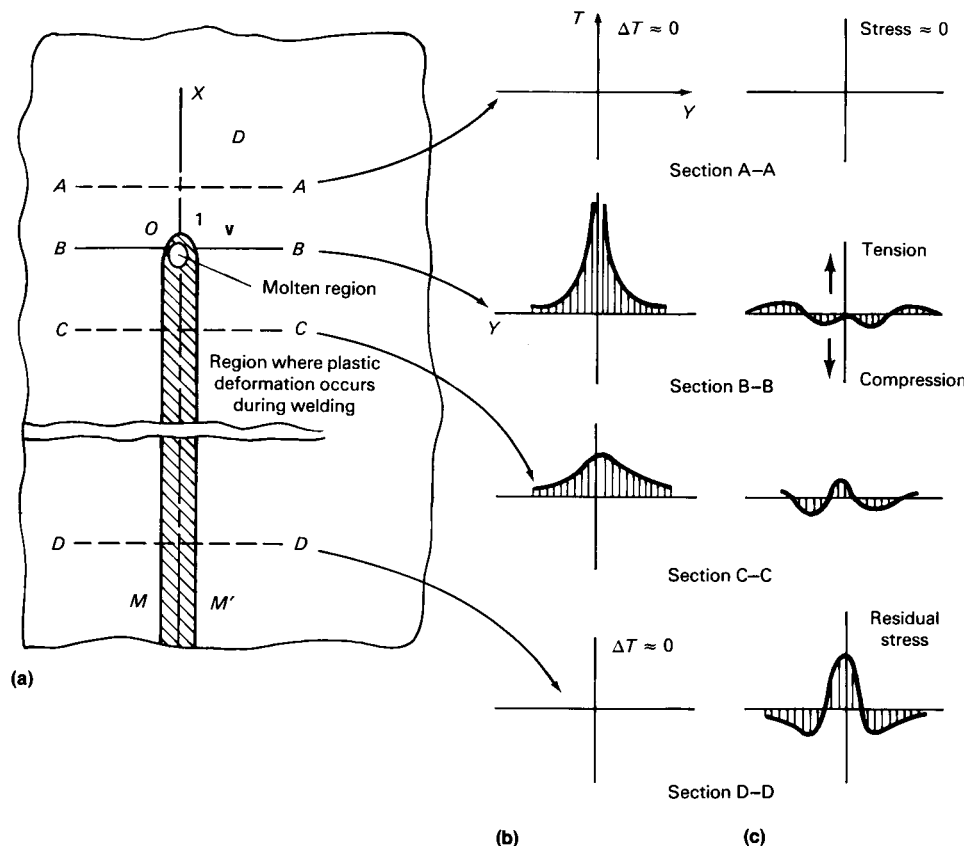 X
D
A
A
O
1
v
B
B
Molten region
C
C
Region where plastic
deformation occurs
during welding
D
D
M
M′
(a)
T
ΔT ≈ 0
Y
Section A–A
Y
Section B–B
Section C–C
ΔT ≈ 0
Section D–D
(b)
Stress ≈ 0
Tension
Compression
Residual
stress
(c)